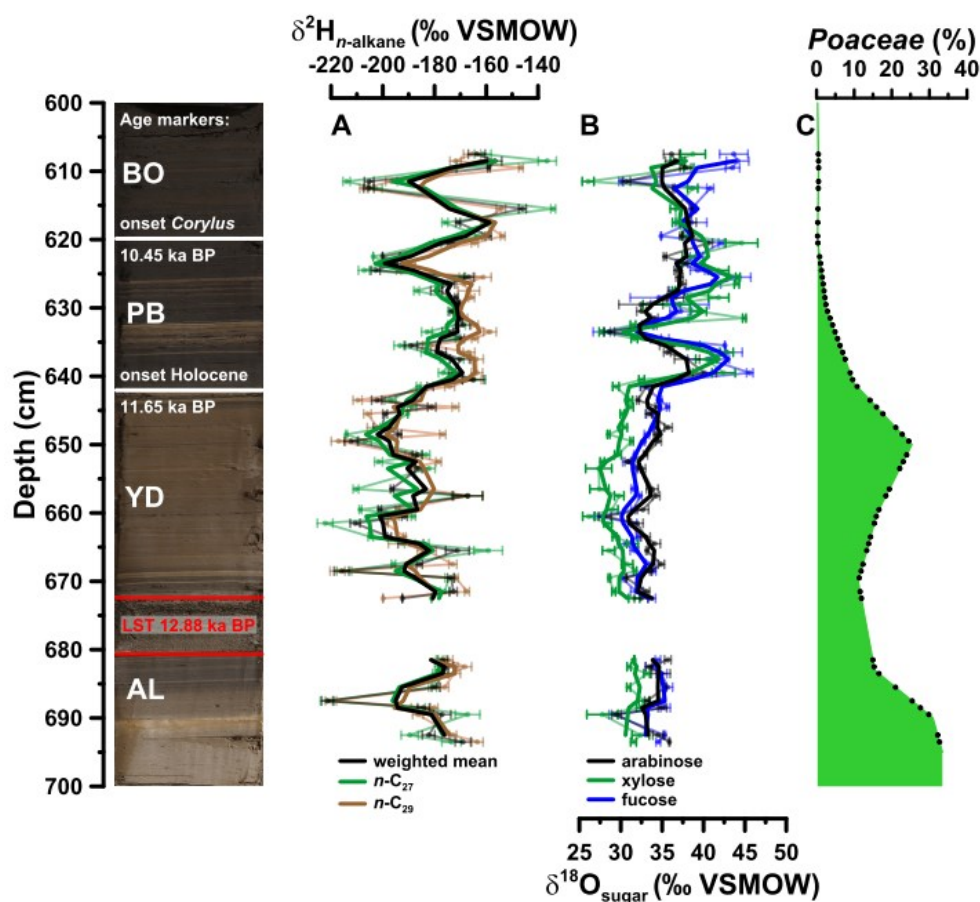 δ²H n-alkane (‰ VSMOW)
-220 -200 -180 -160 -140
Poaceae (%)
0 10 20 30 40
A
B
C
Depth (cm)
600
610
620
630
640
650
660
670
680
690
700
Age markers:
BO
onset Corylus
10.45 ka BP
PB
onset Holocene
11.65 ka BP
YD
LST 12.88 ka BP
AL
weighted mean
n-C₂₇
n-C₂₉
arabinose
xylose
fucose
25 30 35 40 45 50
δ¹⁸O sugar (‰ VSMOW)